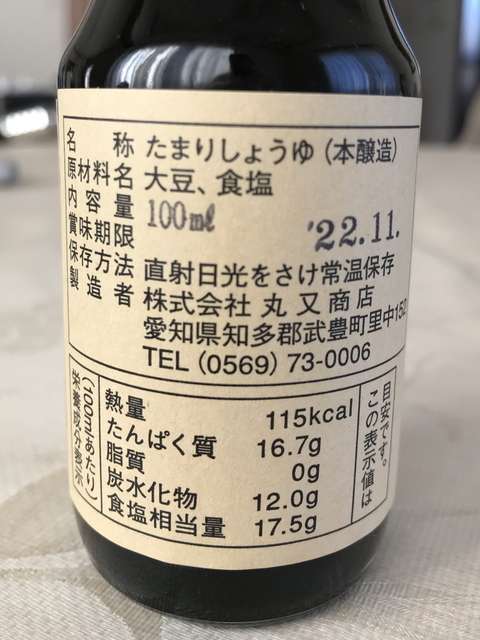 名称 たまりしょうゆ(本醸造)
原材料名 大豆、食塩
内容量 100ml
賞味期限 '22.11.
保存方法 直射日光をさけ常温保存
製造者 株式会社 丸又商店
愛知県知多郡武豊町里中152
TEL (0569) 73-0006
栄養成分表示
(100mlあたり)
熱量 115kcal
たんぱく質 16.7g
脂質 0g
炭水化物 12.0g
食塩相当量 17.5g
この表示値は
目安です。